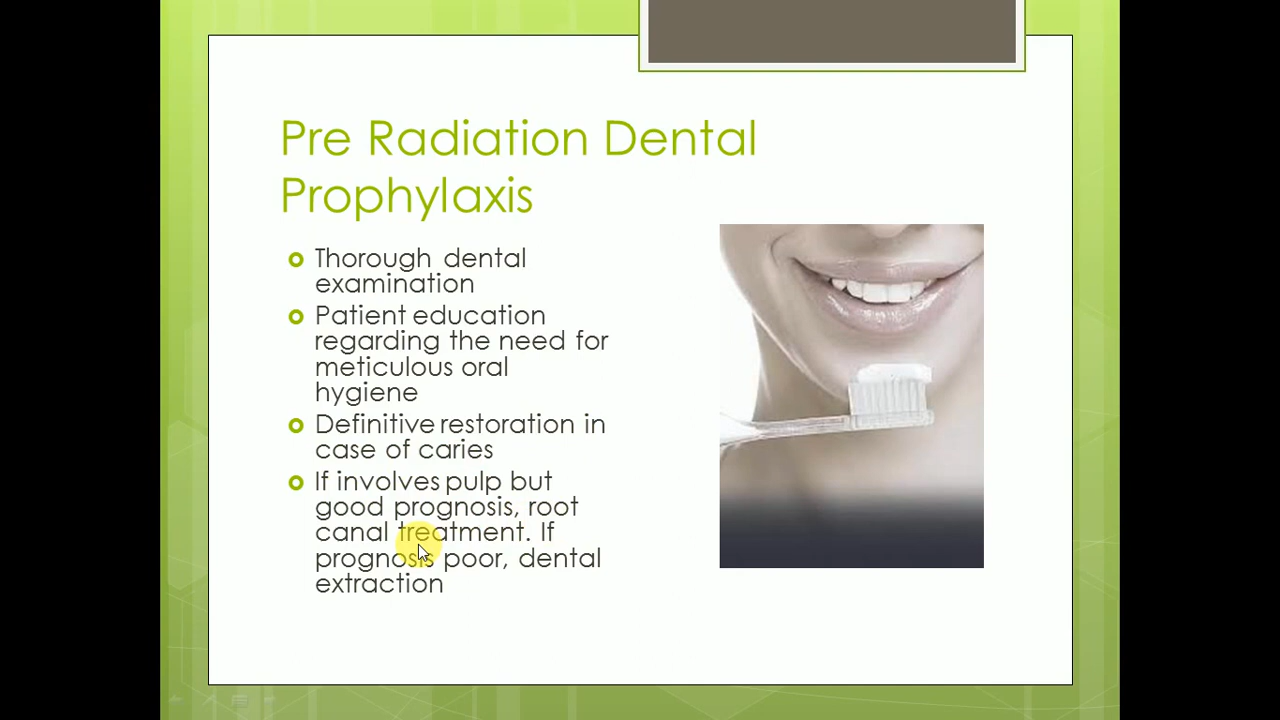 Pre Radiation Dental
Prophylaxis
Thorough dental
examination
Patient education
regarding the need for
meticulous oral
hygiene
Definitive restoration in
case of caries
If involves pulp but
good prognosis, root
canal treatment. If
prognosis poor, dental
extraction